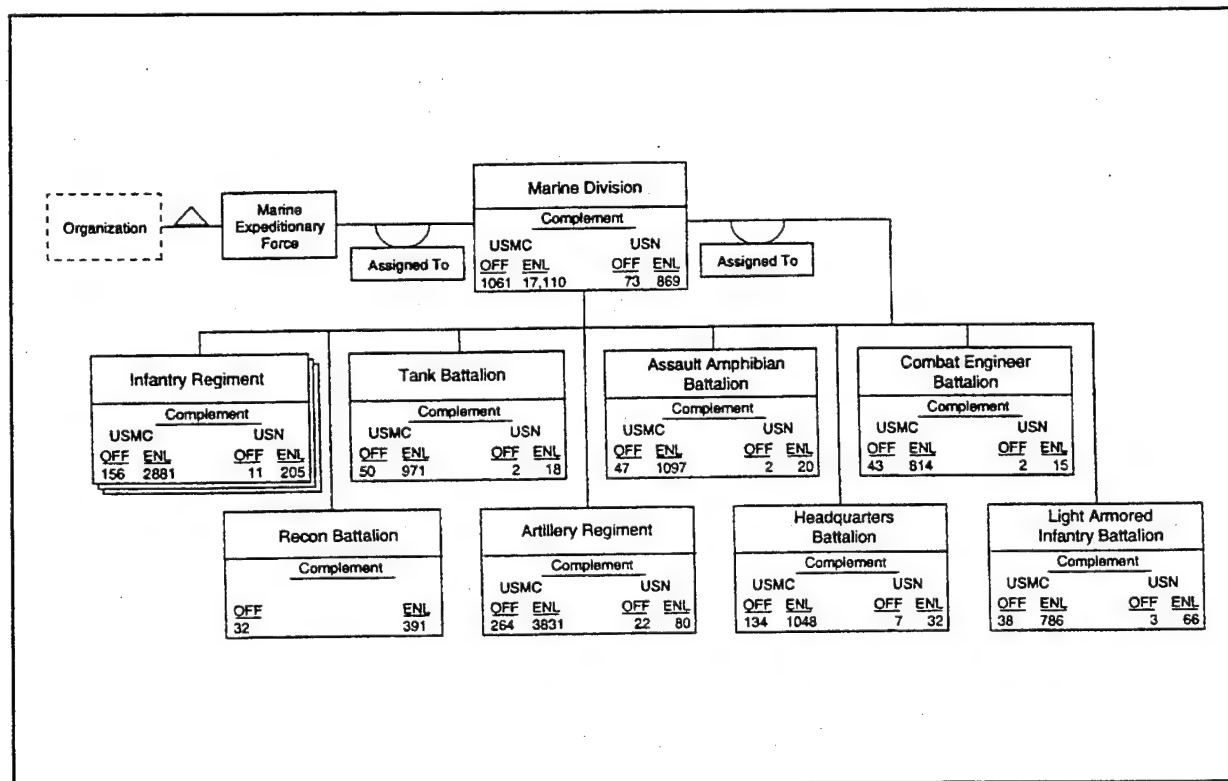 Organization
Marine
Expeditionary
Force
Assigned To
Marine Division
Complement
USMC USN
OFF ENL OFF ENL
1061 17,110 73 869
Assigned To
Infantry Regiment
Complement
USMC USN
OFF ENL OFF ENL
156 2881 11 205
Tank Battalion
Complement
USMC USN
OFF ENL OFF ENL
50 971 2 18
Assault Amphibian
Battalion
Complement
USMC USN
OFF ENL OFF ENL
47 1097 2 20
Combat Engineer
Battalion
Complement
USMC USN
OFF ENL OFF ENL
43 814 2 15
Recon Battalion
Complement
OFF ENL
32 391
Artillery Regiment
Complement
USMC USN
OFF ENL OFF ENL
264 3831 22 80
Headquarters
Battalion
Complement
USMC USN
OFF ENL OFF ENL
134 1048 7 32
Light Armored
Infantry Battalion
Complement
USMC USN
OFF ENL OFF ENL
38 786 3 66